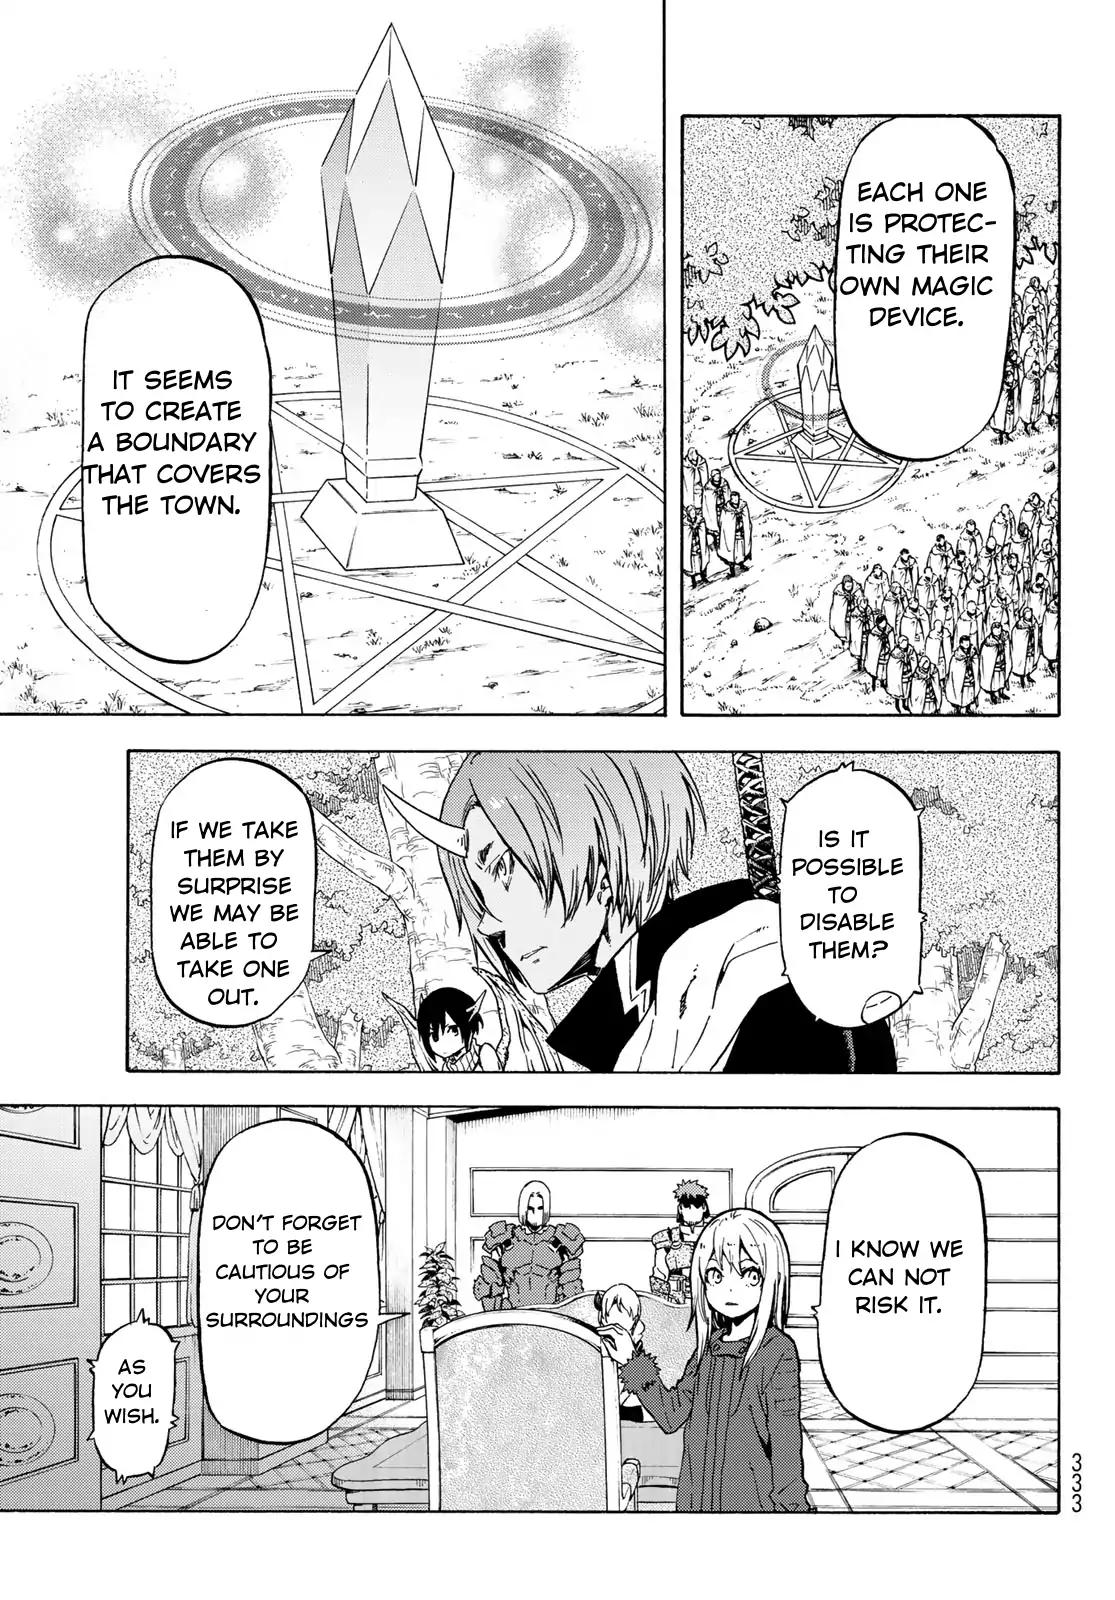 EACH ONE
IS PROTEC-
TING THEIR
OWN MAGIC
DEVICE.
IT SEEMS
TO CREATE
A BOUNDARY
THAT COVERS
THE TOWN.
IS IT
POSSIBLE
TO
DISABLE
THEM?
IF WE TAKE
THEM BY
SURPRISE
WE MAY BE
ABLE TO
TAKE ONE
OUT.
I KNOW WE
CAN NOT
RISK IT.
DON'T FORGET
TO BE
CAUTIOUS OF
YOUR
SURROUNDINGS
AS
YOU
WISH.
333